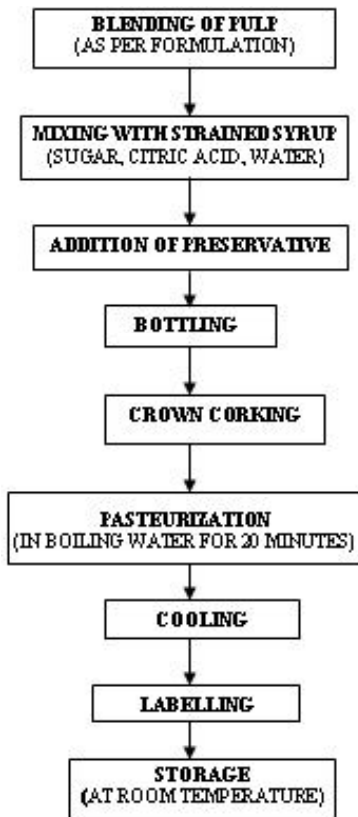 BLENDING OF PULP
(AS PER FORMULATION)
MIXING WITH STRAINED SYRUP
(SUGAR, CITRIC ACID, WATER)
ADDITION OF PRESERVATIVE
BOTTLING
CROWN CORKING
PASTEURIZATION
(IN BOILING WATER FOR 20 MINUTES)
COOLING
LABELLING
STORAGE
(AT ROOM TEMPERATURE)